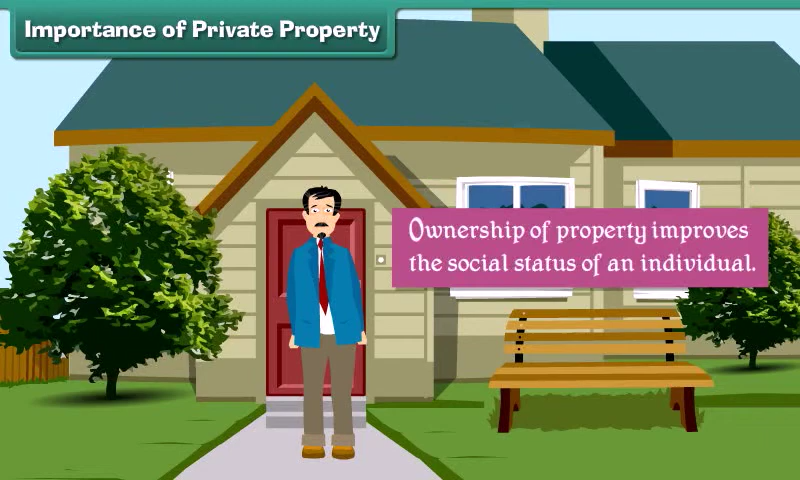 Importance of Private Property
Ownership of property improves
the social status of an individual.